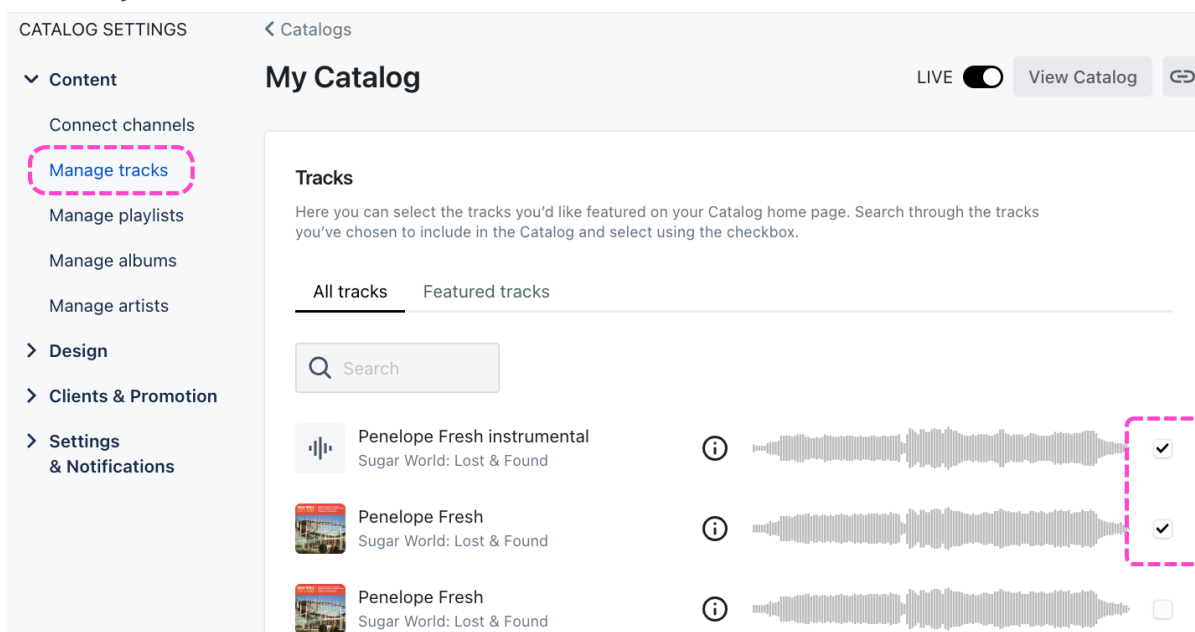 CATALOG SETTINGS
Content
Connect channels
Manage tracks
Manage playlists
Manage albums
Manage artists
Design
Clients & Promotion
Settings
& Notifications
Catalogs
My Catalog
LIVE
View Catalog
Tracks
Here you can select the tracks you'd like featured on your Catalog home page. Search through the tracks
you've chosen to include in the Catalog and select using the checkbox.
All tracks
Featured tracks
Search
Penelope Fresh instrumental
Sugar World: Lost & Found
Penelope Fresh
Sugar World: Lost & Found
Penelope Fresh
Sugar World: Lost & Found